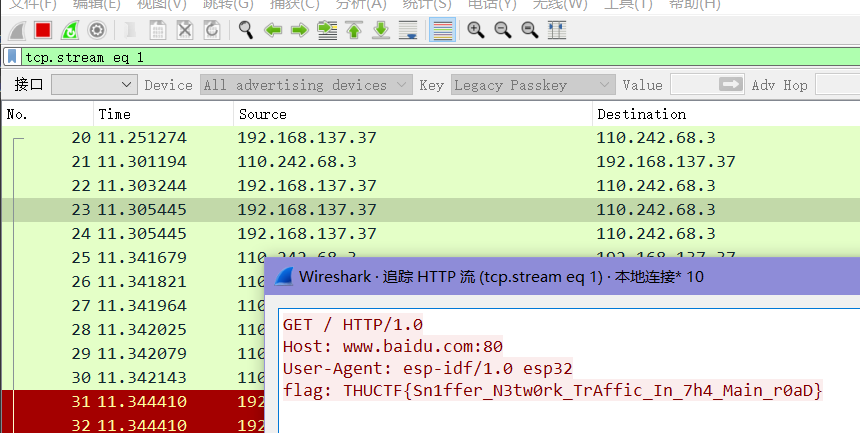 文件(F) 编辑(E) 视图(V) 跳转(G) 捕获(C) 分析(A) 统计(S) 电话(Y) 无线(W) 工具(T) 帮助(H)
tcp.stream eq 1
接口 Device All advertising devices Key Legacy Passkey Value Adv Hop
No. Time Source Destination
20 11.251274 192.168.137.37 110.242.68.3
21 11.301194 110.242.68.3 192.168.137.37
22 11.303244 192.168.137.37 110.242.68.3
23 11.305445 192.168.137.37 110.242.68.3
24 11.305445 192.168.137.37 110.242.68.3
25 11.341679 110.242.68.3 192.168.137.37
26 11.341821 110
27 11.341964 110
28 11.342025 110
29 11.342079 110
30 11.342143 110
31 11.344410 192
32 11.344410 192
Wireshark · 追踪 HTTP 流 (tcp.stream eq 1) · 本地连接* 10
GET / HTTP/1.0
Host: www.baidu.com:80
User-Agent: esp-idf/1.0 esp32
flag: THUCTF{Sn1ffer_N3tw0rk_TrAffic_In_7h4_Main_r0aD}